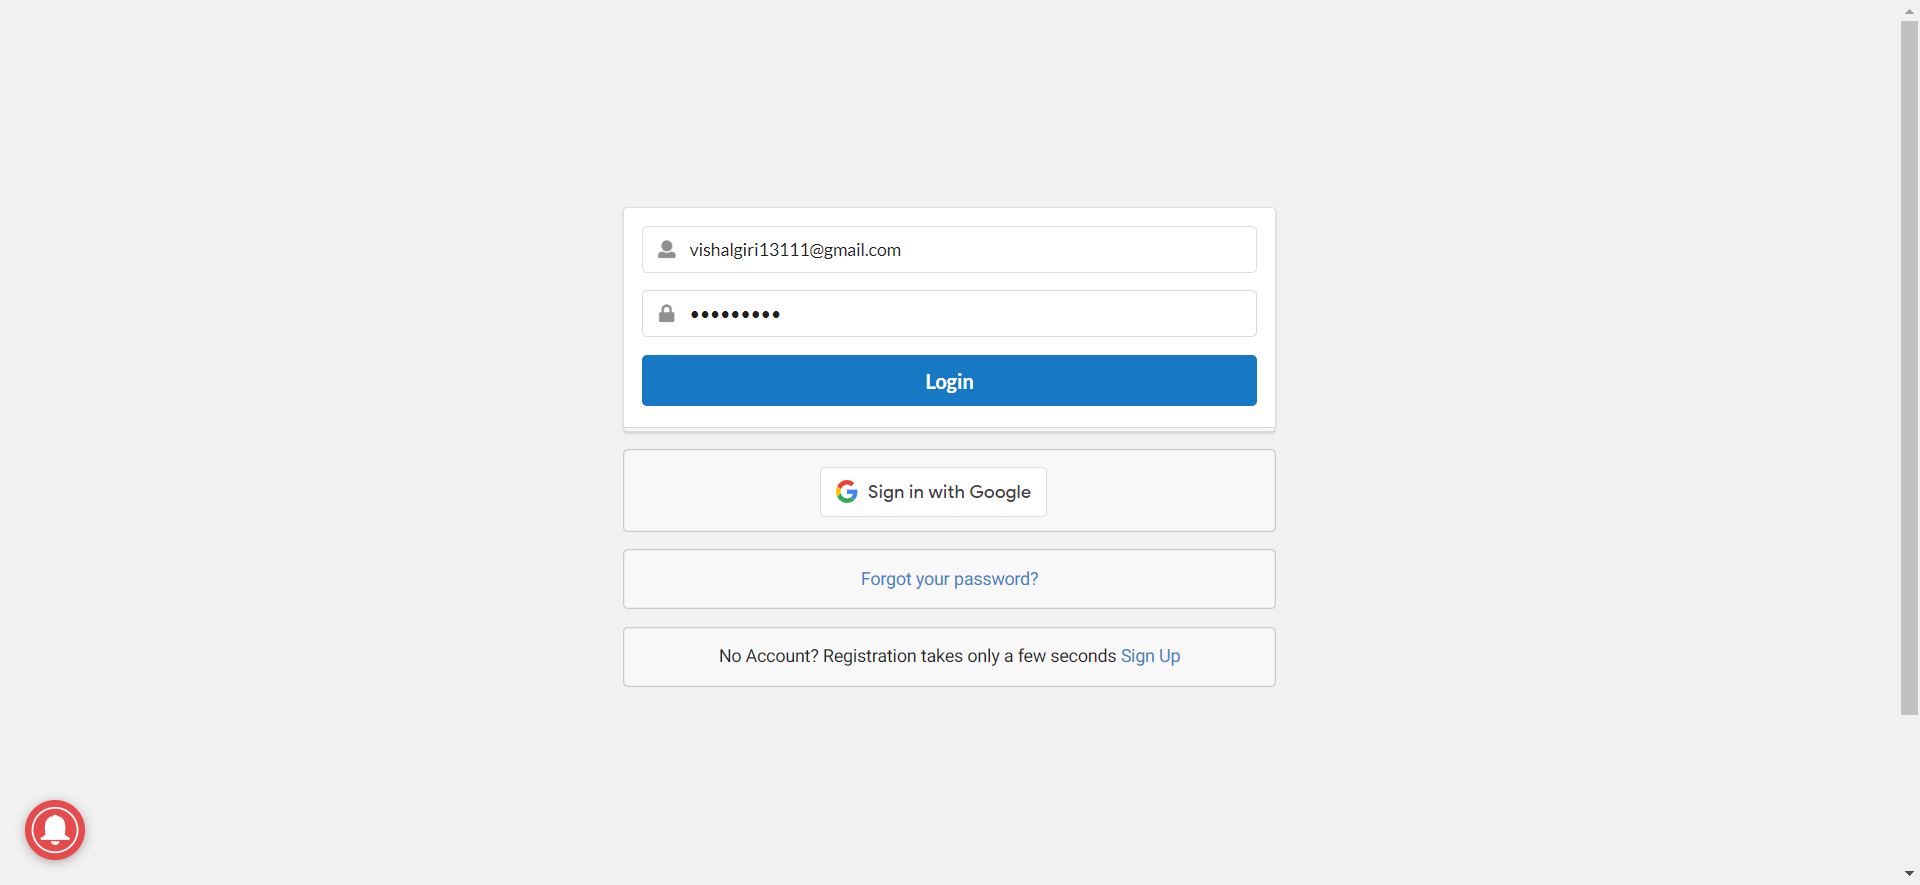 vishalgiri13111@gmail.com
•••••••••
Login
Sign in with Google
Forgot your password?
No Account? Registration takes only a few seconds Sign Up